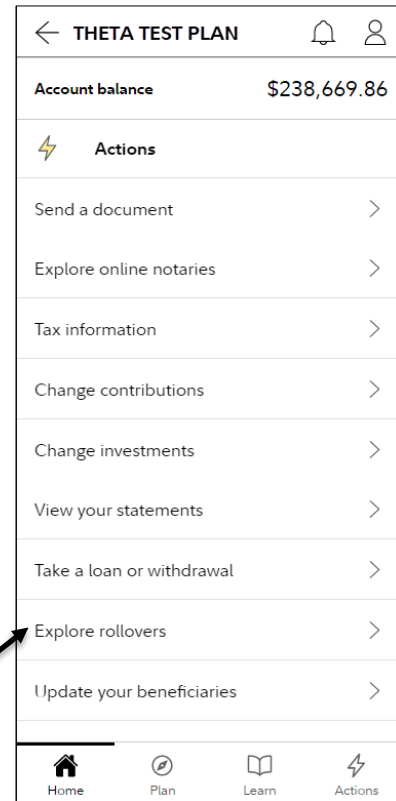 THETA TEST PLAN
Account balance $238,669.86
Actions
Send a document
Explore online notaries
Tax information
Change contributions
Change investments
View your statements
Take a loan or withdrawal
Explore rollovers
Update your beneficiaries
Home Plan Learn Actions